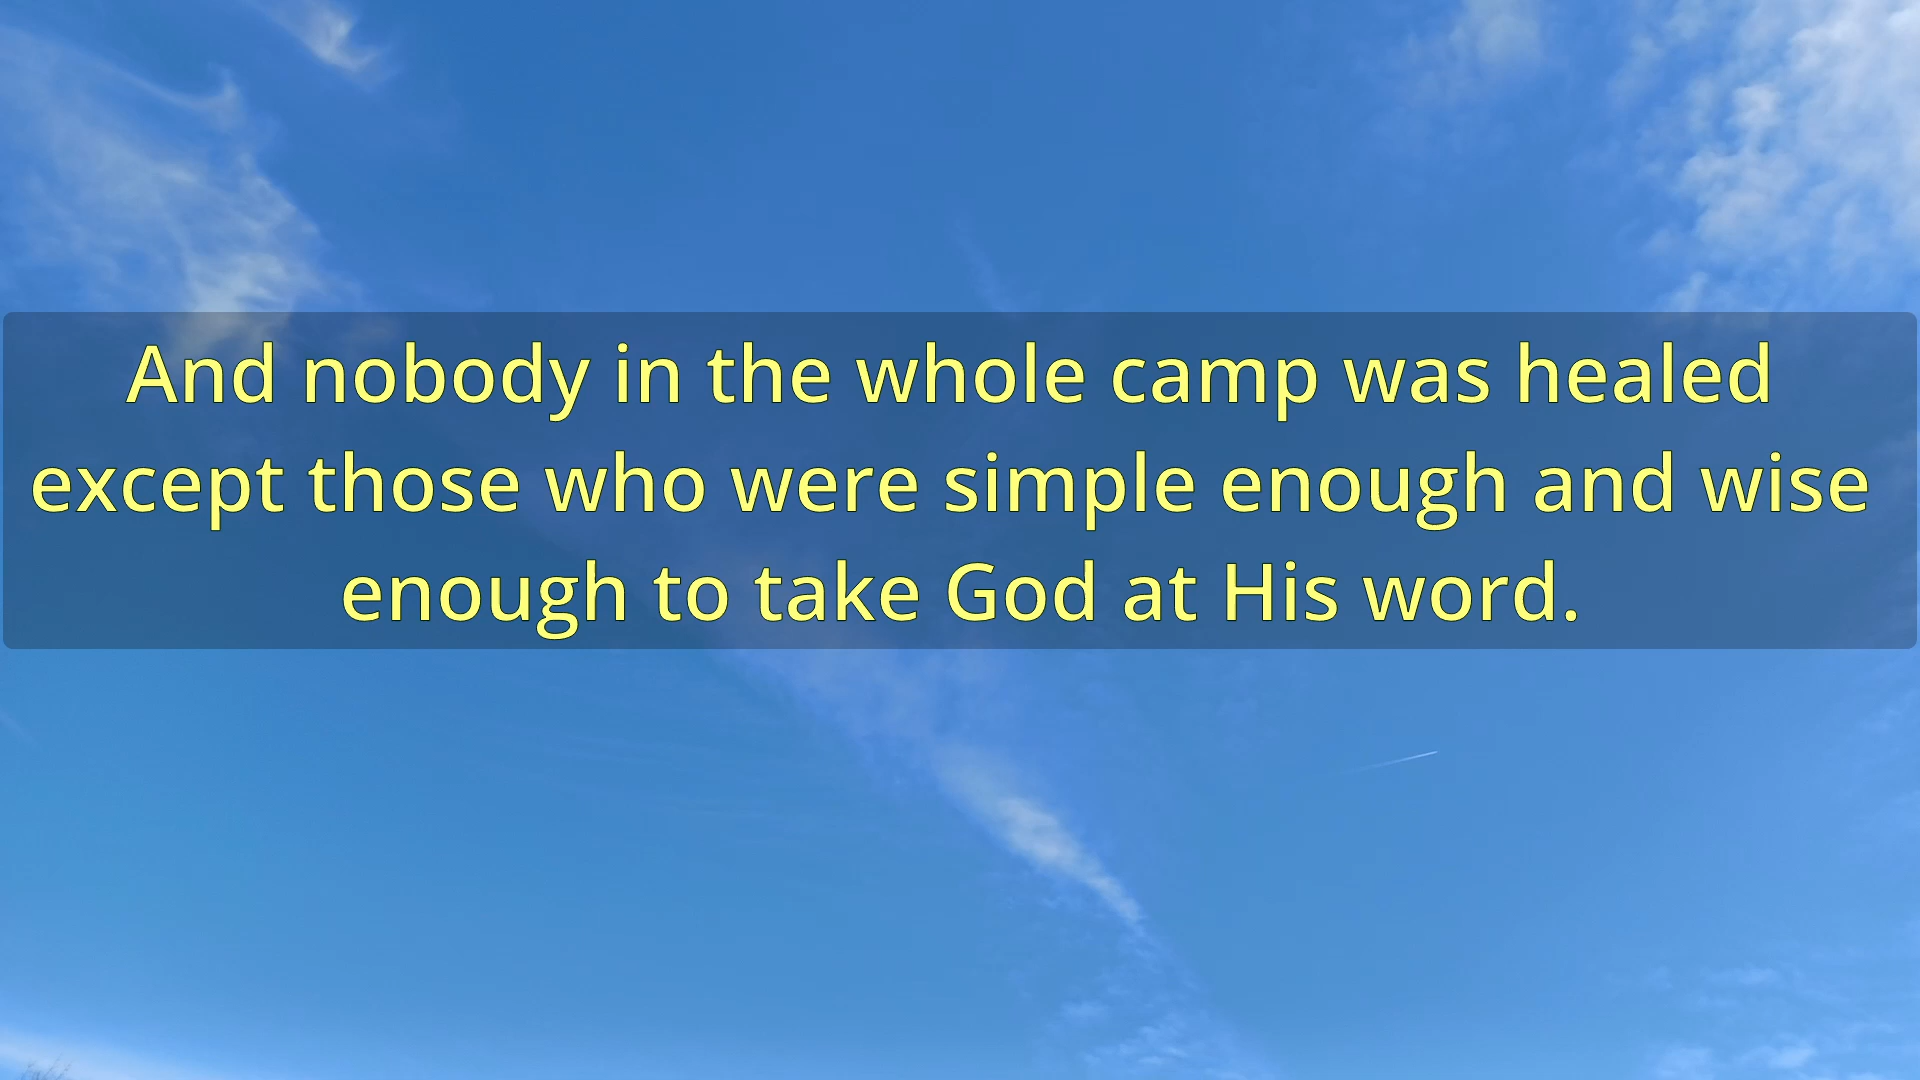 And nobody in the whole camp was healed
except those who were simple enough and wise
enough to take God at His word.